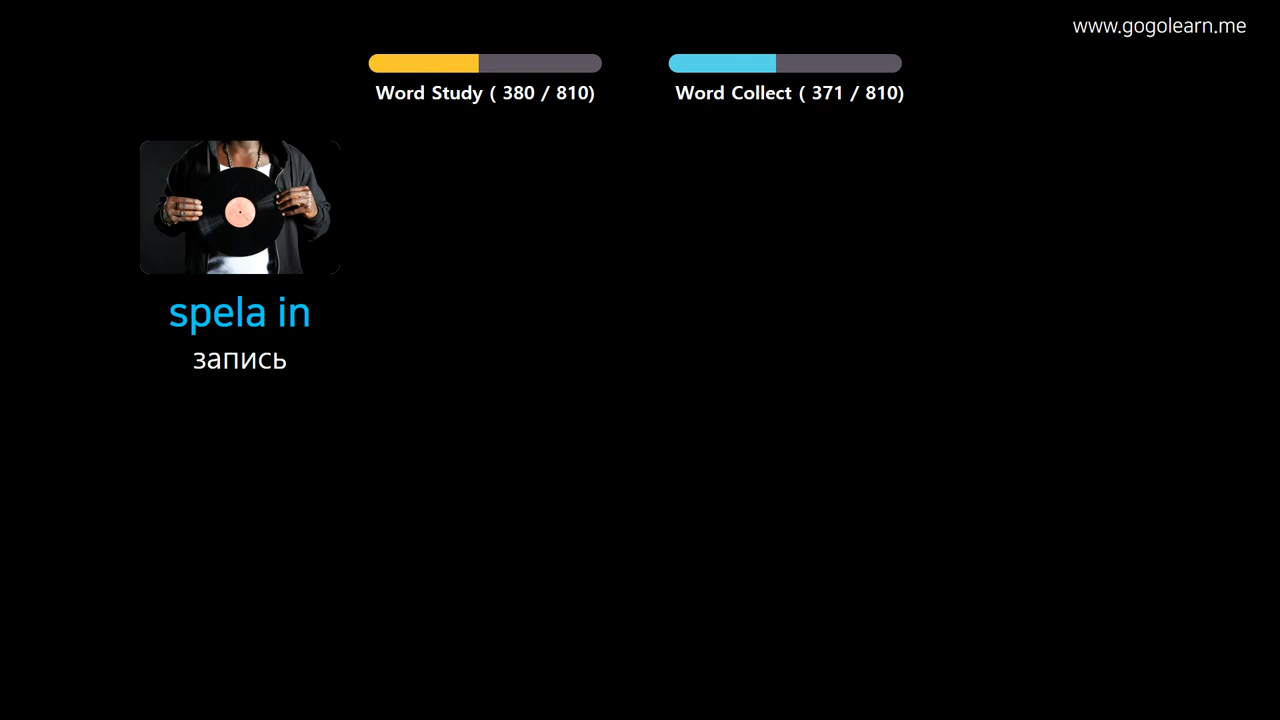 www.gogolearn.me
Word Study ( 380 / 810)
Word Collect ( 371 / 810)
spela in
запись